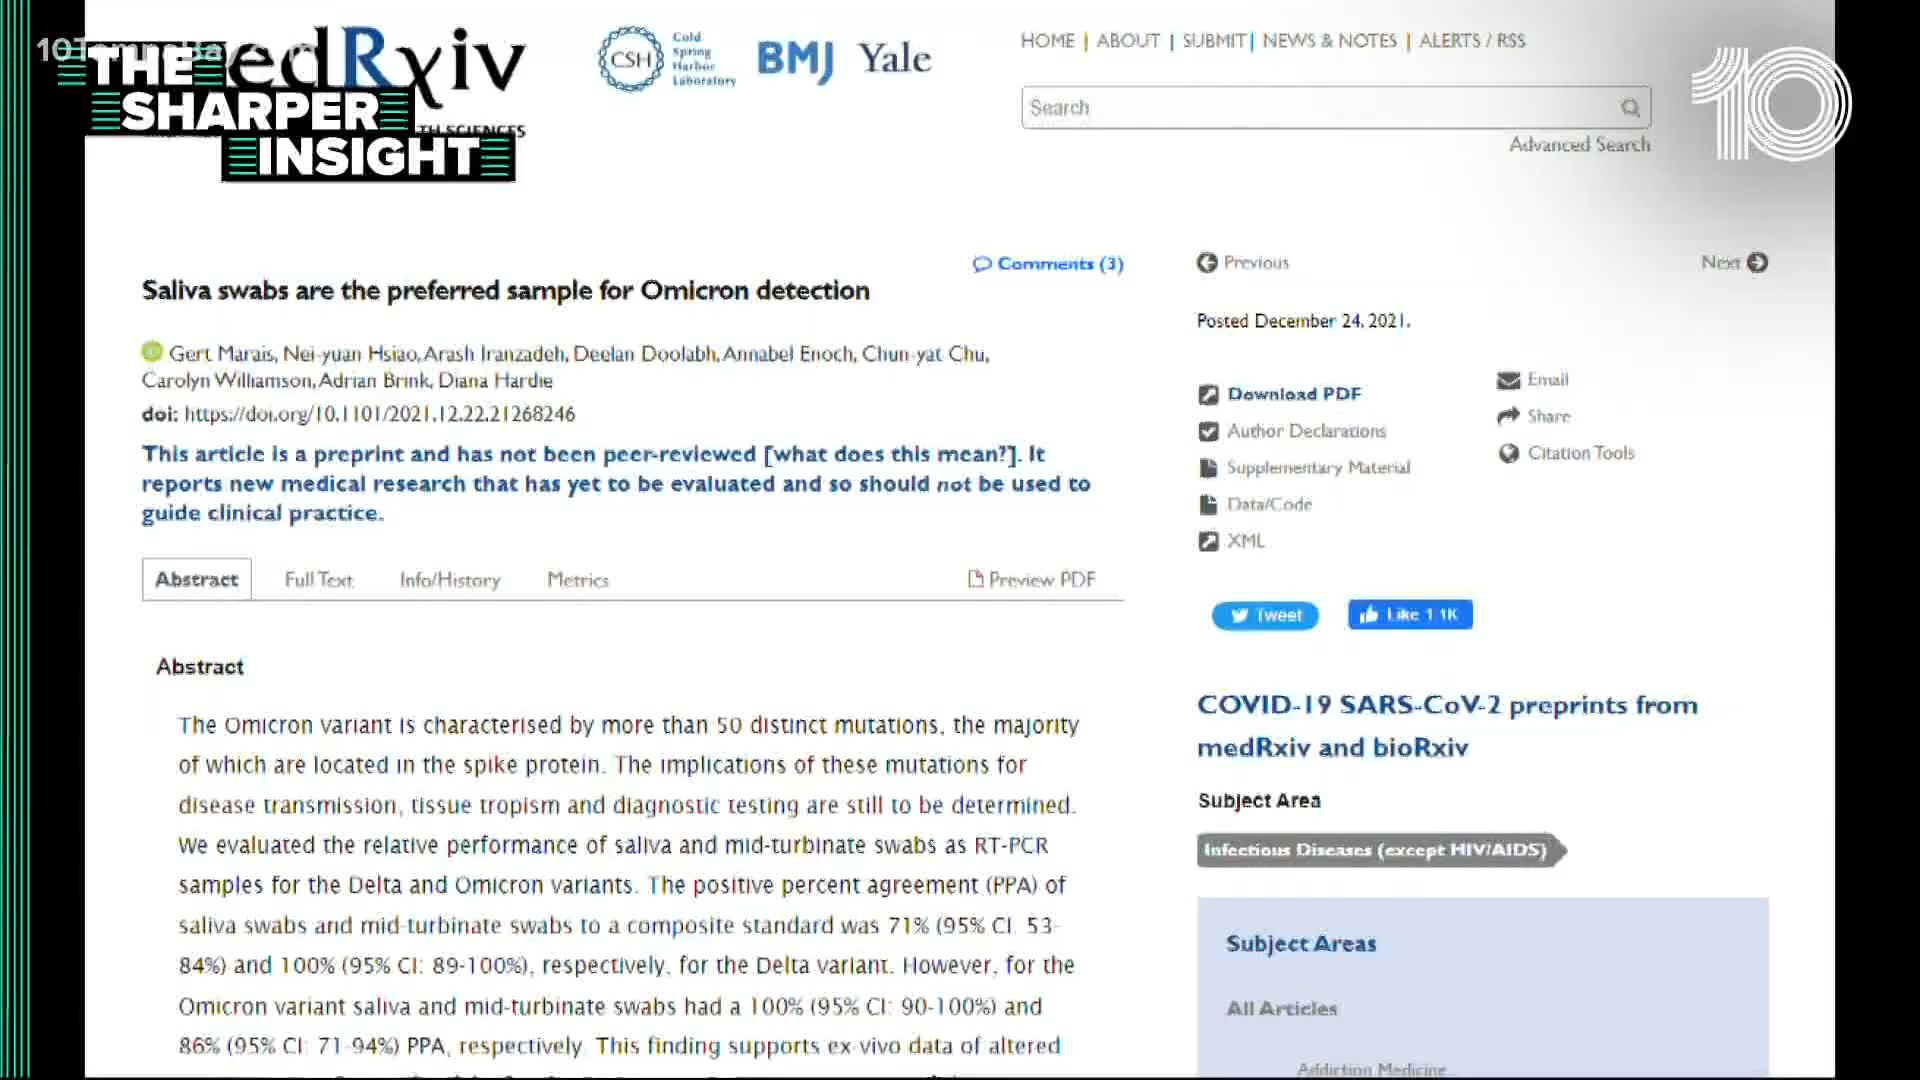 THE
SHARPER
INSIGHT
edRxiv
TH SCIENCES
CSH
Cold
Spring
Harbor
Laboratory
BMJ Yale
HOME | ABOUT | SUBMIT | NEWS & NOTES | ALERTS / RSS
Search
Advanced Search
10
Comments (3)
Saliva swabs are the preferred sample for Omicron detection
Gert Marais, Nei-yuan Hsiao, Arash Iranzadeh, Deelan Doolabh, Annabel Enoch, Chun-yat Chu,
Carolyn Williamson, Adrian Brink, Diana Hardie
doi: https://doi.org/10.1101/2021.12.22.21268246
This article is a preprint and has not been peer-reviewed [what does this mean?]. It
reports new medical research that has yet to be evaluated and so should not be used to
guide clinical practice.
Abstract Full Text Info/History Metrics Preview PDF
Abstract
The Omicron variant is characterised by more than 50 distinct mutations, the majority
of which are located in the spike protein. The implications of these mutations for
disease transmission, tissue tropism and diagnostic testing are still to be determined.
We evaluated the relative performance of saliva and mid-turbinate swabs as RT-PCR
samples for the Delta and Omicron variants. The positive percent agreement (PPA) of
saliva swabs and mid-turbinate swabs to a composite standard was 71% (95% CI: 53-
84%) and 100% (95% CI: 89-100%), respectively, for the Delta variant. However, for the
Omicron variant saliva and mid-turbinate swabs had a 100% (95% CI: 90-100%) and
86% (95% CI: 71-94%) PPA, respectively. This finding supports ex-vivo data of altered
Previous Next
Posted December 24, 2021.
Download PDF
Author Declarations
Supplementary Material
Data/Code
XML
Email
Share
Citation Tools
Tweet
Like 1.1K
COVID-19 SARS-CoV-2 preprints from
medRxiv and bioRxiv
Subject Area
Infectious Diseases (except HIV/AIDS)
Subject Areas
All Articles
Addiction Medicine